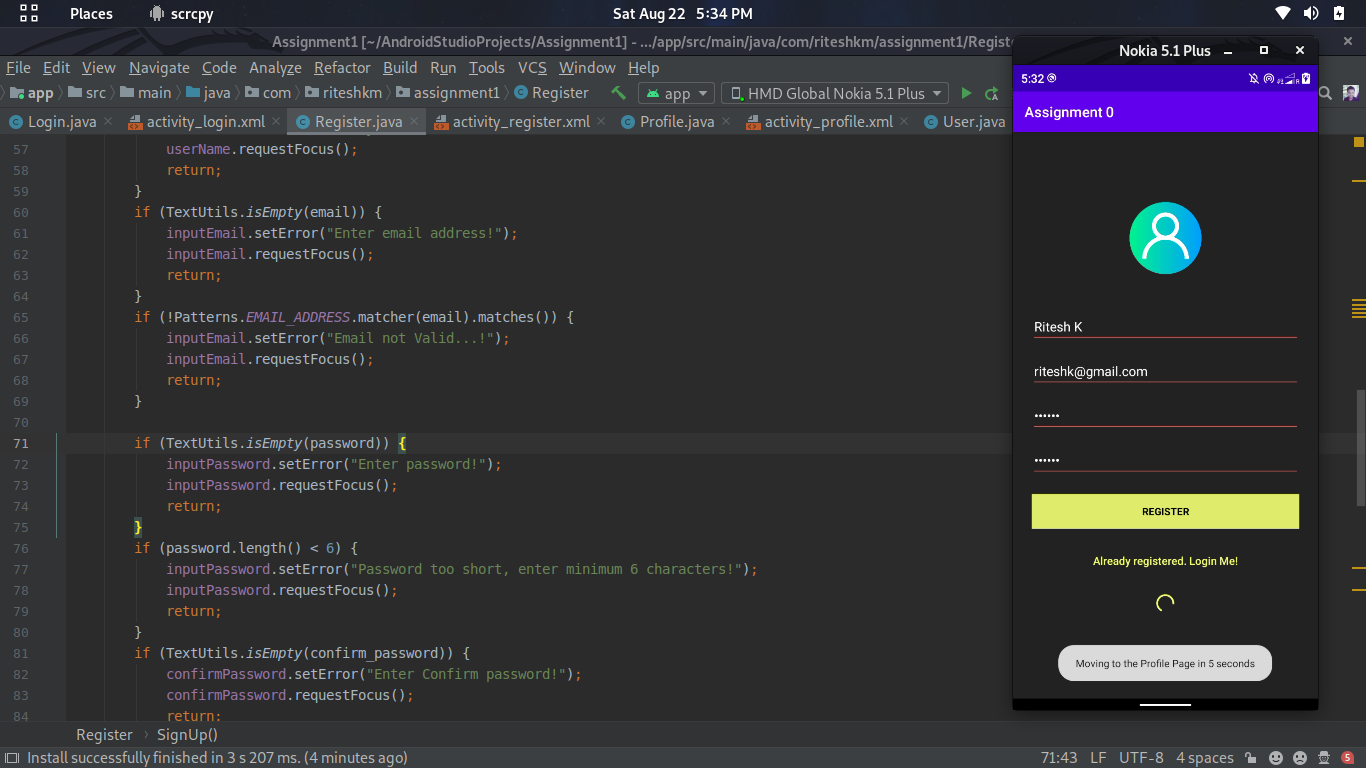 Places scrcpy Sat Aug 22 5:34 PM
Assignment1 [~/AndroidStudioProjects/Assignment1] - .../app/src/main/java/com/riteshkm/assignment1/Registe
File Edit View Navigate Code Analyze Refactor Build Run Tools VCS Window Help
app src main java com riteshkm assignment1 Register app HMD Global Nokia 5.1 Plus
Login.java activity_login.xml Register.java activity_register.xml Profile.java activity_profile.xml User.java
57 userName.requestFocus();
58 return;
59 }
60 if (TextUtils.isEmpty(email)) {
61 inputEmail.setError("Enter email address!");
62 inputEmail.requestFocus();
63 return;
64 }
65 if (!Patterns.EMAIL_ADDRESS.matcher(email).matches()) {
66 inputEmail.setError("Email not Valid...!");
67 inputEmail.requestFocus();
68 return;
69 }
70
71 if (TextUtils.isEmpty(password)) {
72 inputPassword.setError("Enter password!");
73 inputPassword.requestFocus();
74 return;
75 }
76 if (password.length() < 6) {
77 inputPassword.setError("Password too short, enter minimum 6 characters!");
78 inputPassword.requestFocus();
79 return;
80 }
81 if (TextUtils.isEmpty(confirm_password)) {
82 confirmPassword.setError("Enter Confirm password!");
83 confirmPassword.requestFocus();
84 return;
Register › SignUp()
Install successfully finished in 3 s 207 ms. (4 minutes ago) 71:43 LF UTF-8 4 spaces 5
Nokia 5.1 Plus
5:32
Assignment 0
Ritesh K
riteshk@gmail.com
••••••
••••••
REGISTER
Already registered. Login Me!
Moving to the Profile Page in 5 seconds